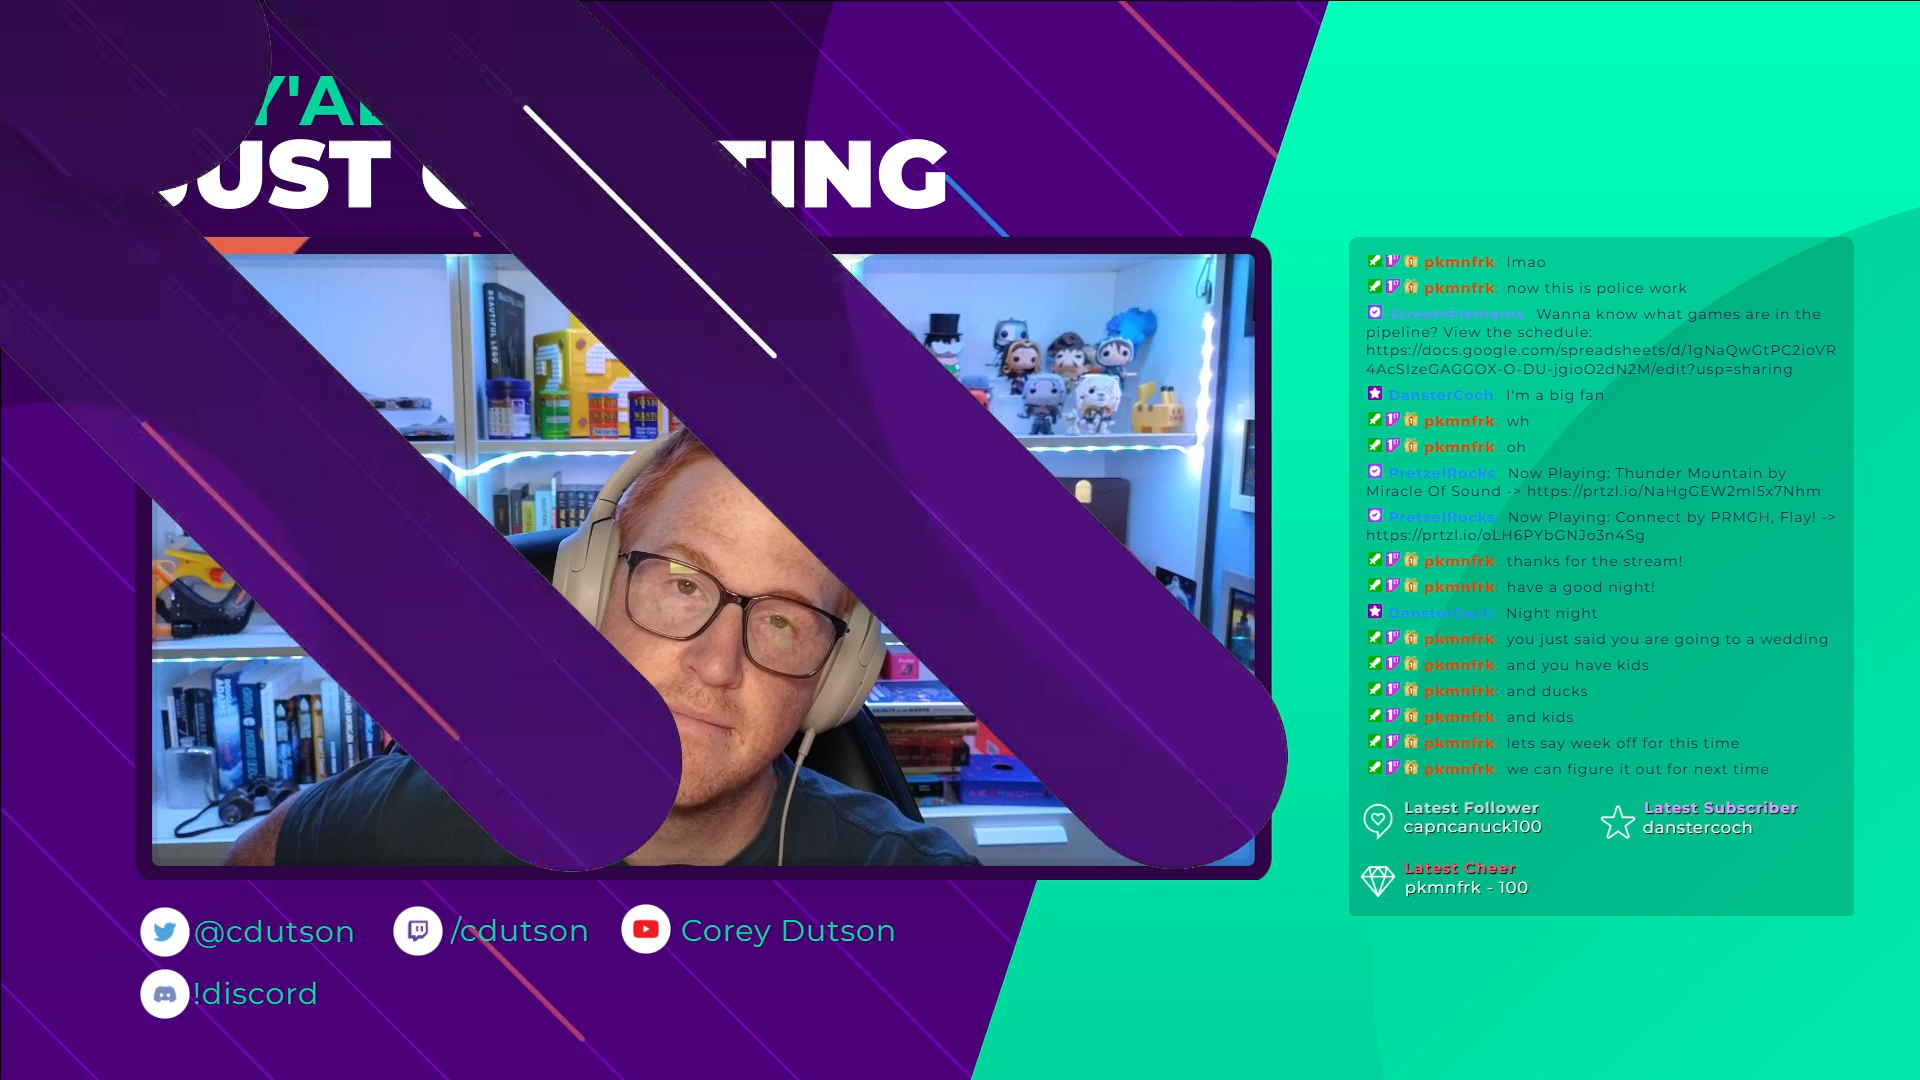 Y'AL
JUST C TING
BEAUTIFUL LEGO
pkmnfrk: lmao
pkmnfrk: now this is police work
StreamElements: Wanna know what games are in the
pipeline? View the schedule:
https://docs.google.com/spreadsheets/d/1gNaQwGtPC2ioVR
4AcSIzeGAGGOX-O-DU-jgioO2dN2M/edit?usp=sharing
DansterCoch: I'm a big fan
pkmnfrk: wh
pkmnfrk: oh
PretzelRocks: Now Playing: Thunder Mountain by
Miracle Of Sound -> https://prtzl.io/NaHgGEW2ml5x7Nhm
PretzelRocks: Now Playing: Connect by PRMGH, Flay! ->
https://prtzl.io/oLH6PYbGNJo3n4Sg
pkmnfrk: thanks for the stream!
pkmnfrk: have a good night!
DansterCoch: Night night
pkmnfrk: you just said you are going to a wedding
pkmnfrk: and you have kids
pkmnfrk: and ducks
pkmnfrk: and kids
pkmnfrk: lets say week off for this time
pkmnfrk: we can figure it out for next time
Latest Follower
capncanuck100
Latest Subscriber
danstercoch
Latest Cheer
pkmnfrk - 100
@cdutson
/cdutson
Corey Dutson
!discord